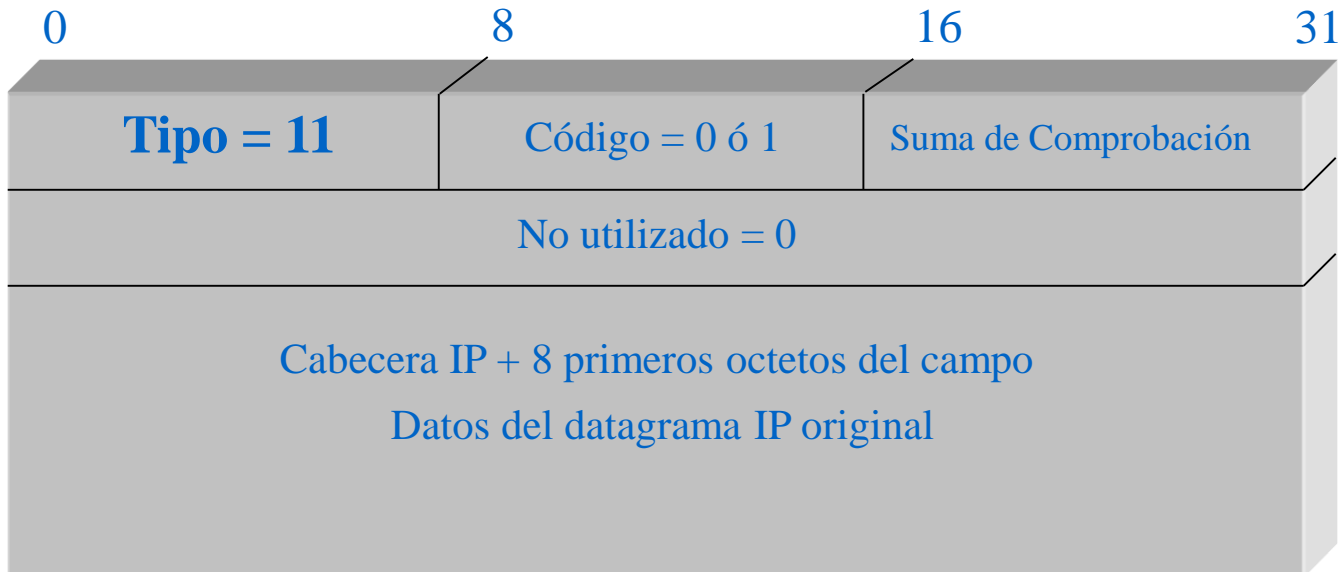 0 8 16 31
Tipo = 11 Código = 0 ó 1 Suma de Comprobación
No utilizado = 0
Cabecera IP + 8 primeros octetos del campo
Datos del datagrama IP original